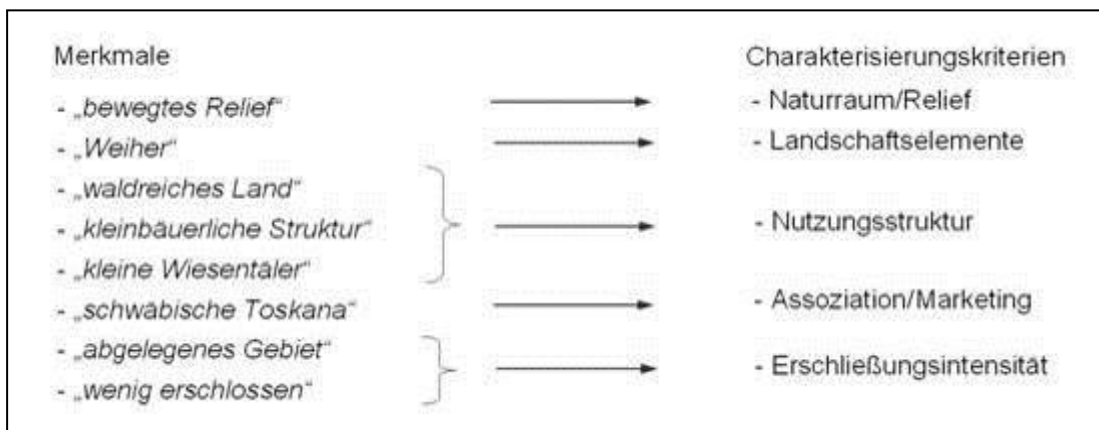 Merkmale
- „bewegtes Relief“
- „Weiher“
- „waldreiches Land“
- „kleinbäuerliche Struktur“
- „kleine Wiesentäler“
- „schwäbische Toskana“
- „abgelegenes Gebiet“
- „wenig erschlossen“
Charakterisierungskriterien
- Naturraum/Relief
- Landschaftselemente
- Nutzungsstruktur
- Assoziation/Marketing
- Erschließungsintensität